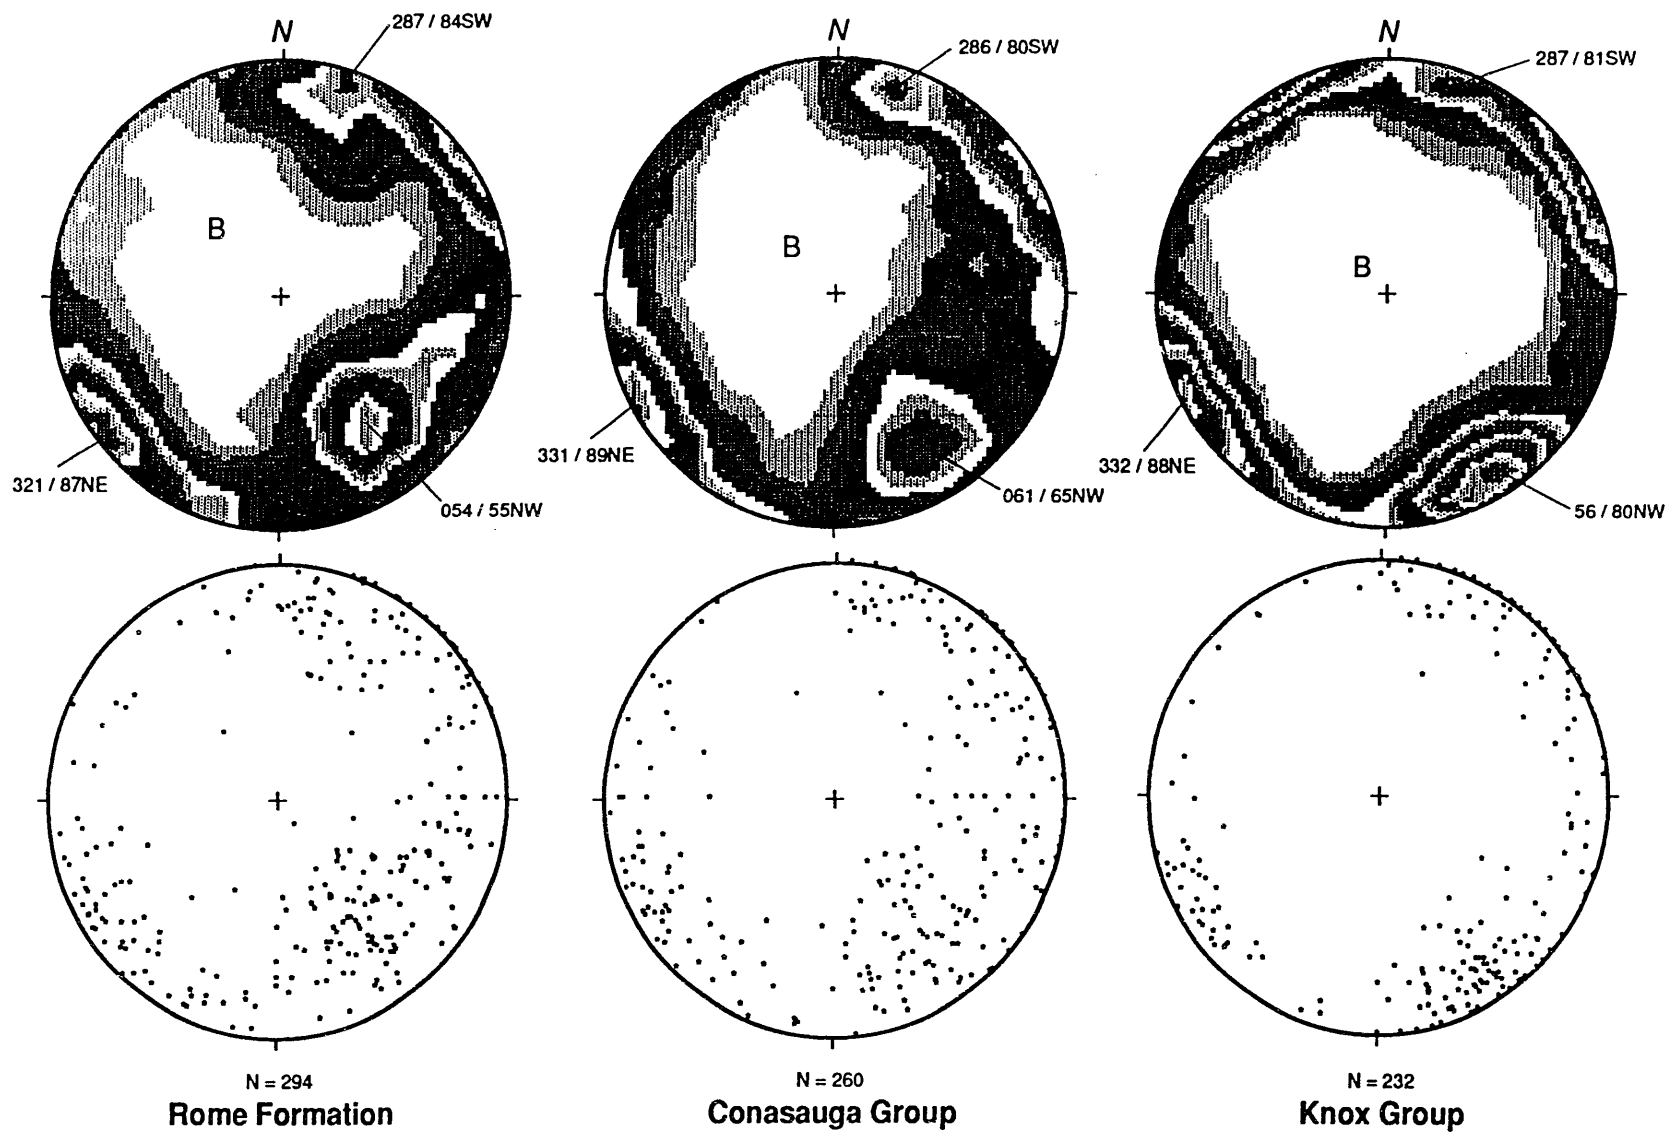 N
287 / 84SW
B
321 / 87NE
054 / 55NW
N
286 / 80SW
B
331 / 89NE
061 / 65NW
N
287 / 81SW
B
332 / 88NE
56 / 80NW
N = 294
Rome Formation
N = 260
Conasauga Group
N = 232
Knox Group